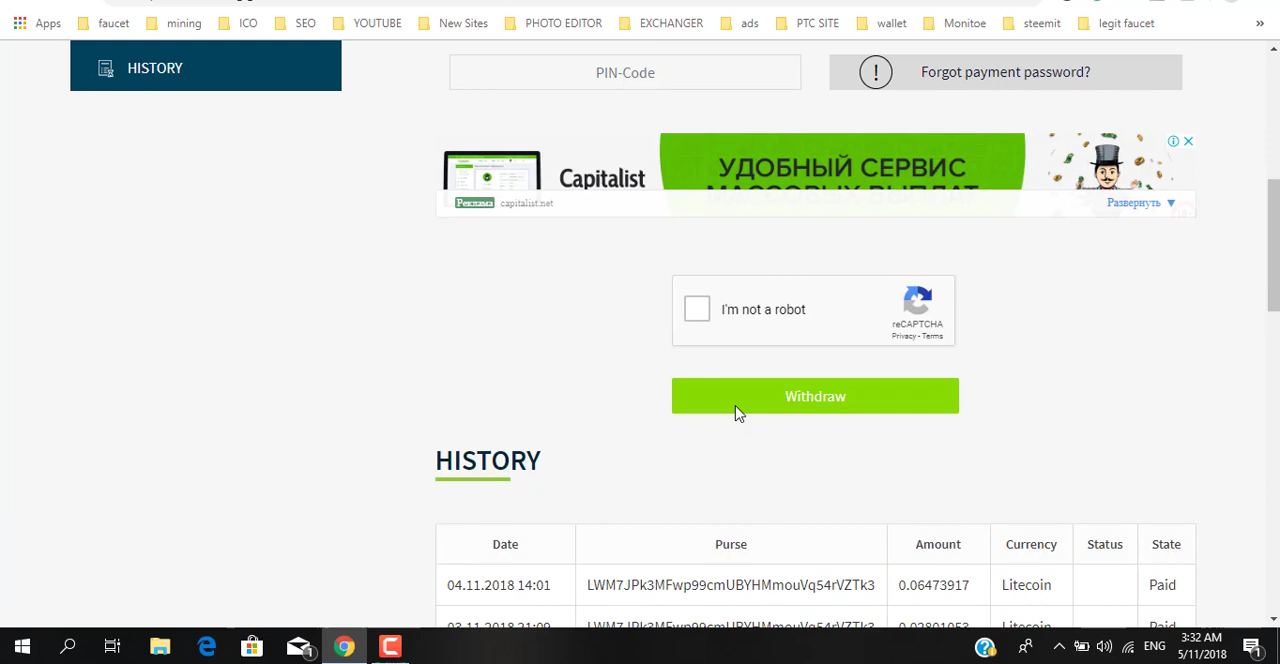 Apps faucet mining ICO SEO YOUTUBE New Sites PHOTO EDITOR EXCHANGER ads PTC SITE wallet Monitoe steemit legit faucet »
HISTORY
PIN-Code
! Forgot payment password?
Capitalist
УДОБНЫЙ СЕРВИС
МАССОВЫХ ВЫПЛАТ
Реклама capitalist.net
Развернуть ▼
I'm not a robot
reCAPTCHA
Privacy - Terms
Withdraw
HISTORY
Date Purse Amount Currency Status State
04.11.2018 14:01 LWM7JPk3MFwp99cmUBYHMmouVq54rVZTk3 0.06473917 Litecoin Paid
ENG
3:32 AM
5/11/2018